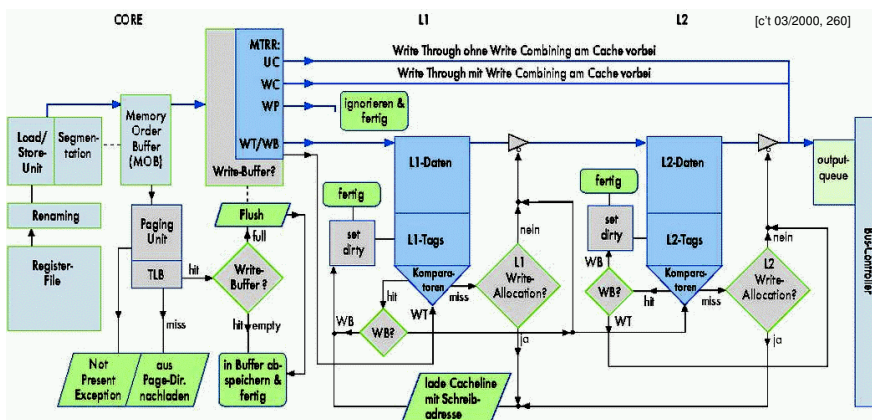 CORE
L1
L2
[c't 03/2000, 260]
MTRR:
UC
WC
WP
WT/WB
Write-Buffer?
Write Through ohne Write Combining am Cache vorbei
Write Through mit Write Combining am Cache vorbei
ignorieren &
fertig
Load/
Store-
Unit
Segmen-
tation
Memory
Order
Buffer
(MOB)
Renaming
Register-
File
Paging
Unit
TLB
hit
miss
Not
Present
Exception
aus
Page-Dir.
nachladen
Flush
full
Write-
Buffer?
hit
empty
in Buffer ab-
speichern &
fertig
fertig
set
dirty
L1-Daten
L1-Tags
Kompara-
toren
hit
miss
WB
WB?
WT
nein
L1
Write-
Allocation?
ja
lade Cacheline
mit Schreib-
adresse
fertig
set
dirty
WB
WB?
WT
L2-Daten
L2-Tags
Kompara-
toren
hit
miss
nein
L2
Write-
Allocation?
ja
output-
queue
Bus-Controller